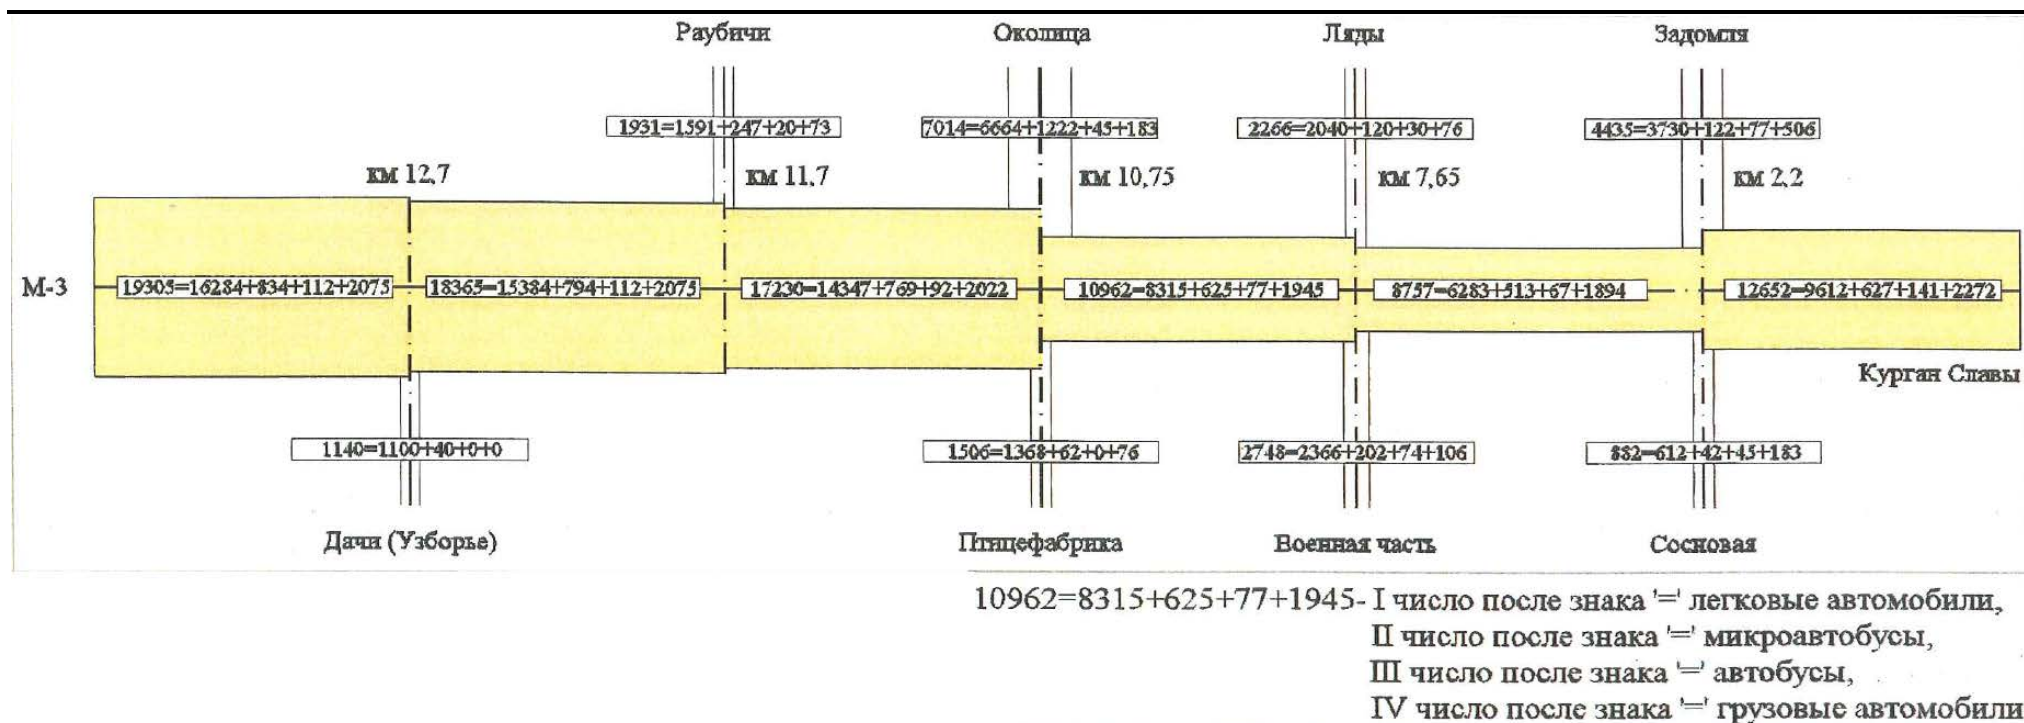 Раубичи
Околица
Ляды
Задомля
1931=1591+247+20+73
7014=6664+1222+45+183
2266=2040+120+30+76
4435=3730+122+77+506
км 12,7
км 11,7
км 10,75
км 7,65
км 2,2
М-3
19305=16284+834+112+2075
18365=15384+794+112+2075
17230=14347+769+92+2022
10962=8315+625+77+1945
8757=6283+513+67+1894
12652=9612+627+141+2272
Курган Славы
1140=1100+40+0+0
1506=1368+62+0+76
2748=2366+202+74+106
882=612+42+45+183
Дачи (Узборье)
Птицефабрика
Военная часть
Сосновая
10962=8315+625+77+1945- I число после знака '=' легковые автомобили,
II число после знака '=' микроавтобусы,
III число после знака '=' автобусы,
IV число после знака '=' грузовые автомобили